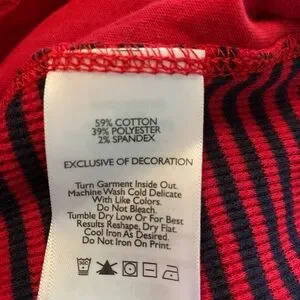 59% COTTON
39% POLYESTER
2% SPANDEX
EXCLUSIVE OF DECORATION
Turn Garment Inside Out.
Machine Wash Cold Delicate
With Like Colors.
Do Not Bleach.
Tumble Dry Low Or For Best
Results Reshape, Dry Flat.
Cool Iron As Desired.
Do Not Iron On Print.